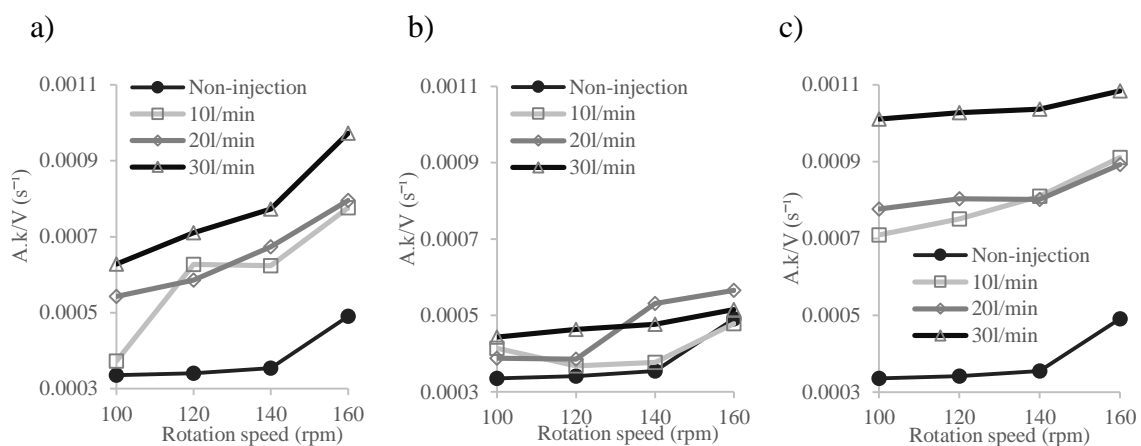 a)
A.k/V (s⁻¹)
0.0011
0.0009
0.0007
0.0005
0.0003
Non-injection
10l/min
20l/min
30l/min
100 120 140 160
Rotation speed (rpm)
b)
A.k/V (s⁻¹)
0.0011
0.0009
0.0007
0.0005
0.0003
Non-injection
10l/min
20l/min
30l/min
100 120 140 160
Rotation speed (rpm)
c)
A.k/V (s⁻¹)
0.0011
0.0009
0.0007
0.0005
0.0003
Non-injection
10l/min
20l/min
30l/min
100 120 140 160
Rotation speed (rpm)